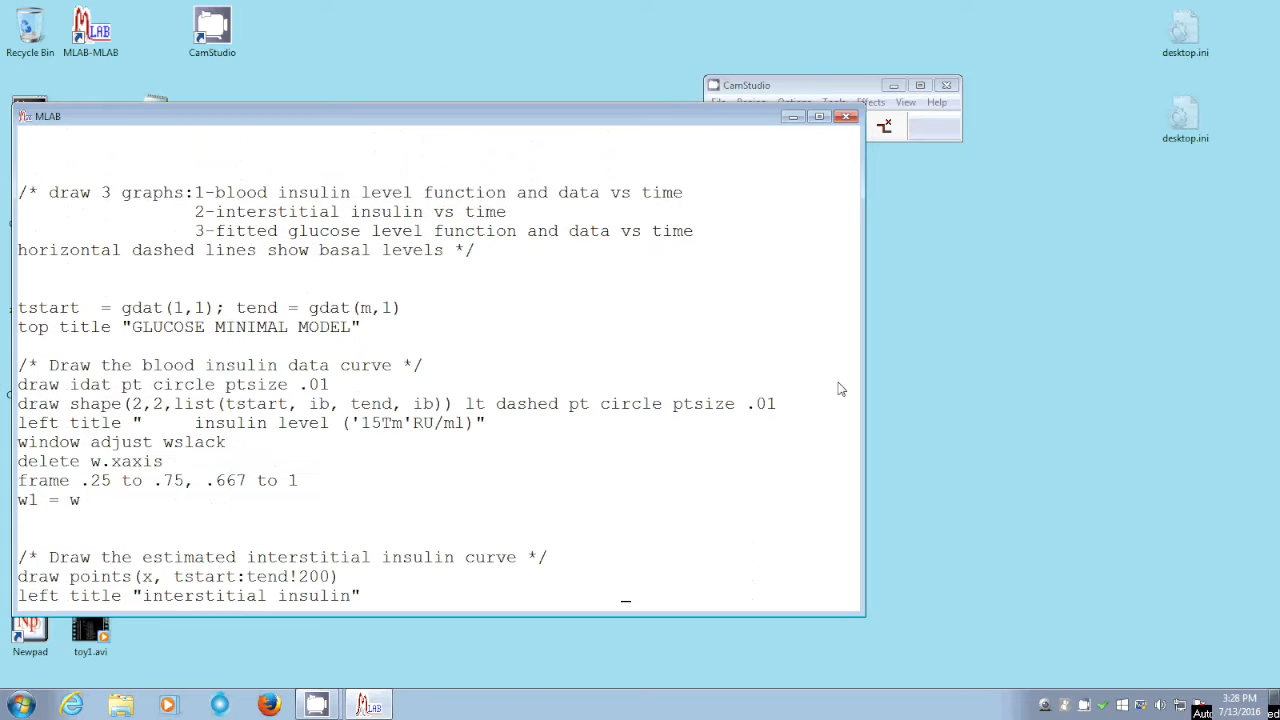 Recycle Bin
MLAB-MLAB
CamStudio
desktop.ini
desktop.ini
CamStudio
File Region Options Tools Effects View Help
MLAB
/* draw 3 graphs:1-blood insulin level function and data vs time
2-interstitial insulin vs time
3-fitted glucose level function and data vs time
horizontal dashed lines show basal levels */
tstart = gdat(1,1); tend = gdat(m,1)
top title "GLUCOSE MINIMAL MODEL"
/* Draw the blood insulin data curve */
draw idat pt circle ptsize .01
draw shape(2,2,list(tstart, ib, tend, ib)) lt dashed pt circle ptsize .01
left title " insulin level ('15Tm'RU/ml)"
window adjust wslack
delete w.xaxis
frame .25 to .75, .667 to 1
w1 = w
/* Draw the estimated interstitial insulin curve */
draw points(x, tstart:tend!200)
left title "interstitial insulin"
Newpad
toy1.avi
3:28 PM
7/13/2016